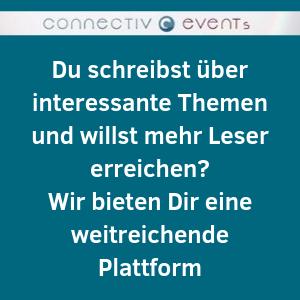 connectiv events
Du schreibst über
interessante Themen
und willst mehr Leser
erreichen?
Wir bieten Dir eine
weitreichende
Plattform